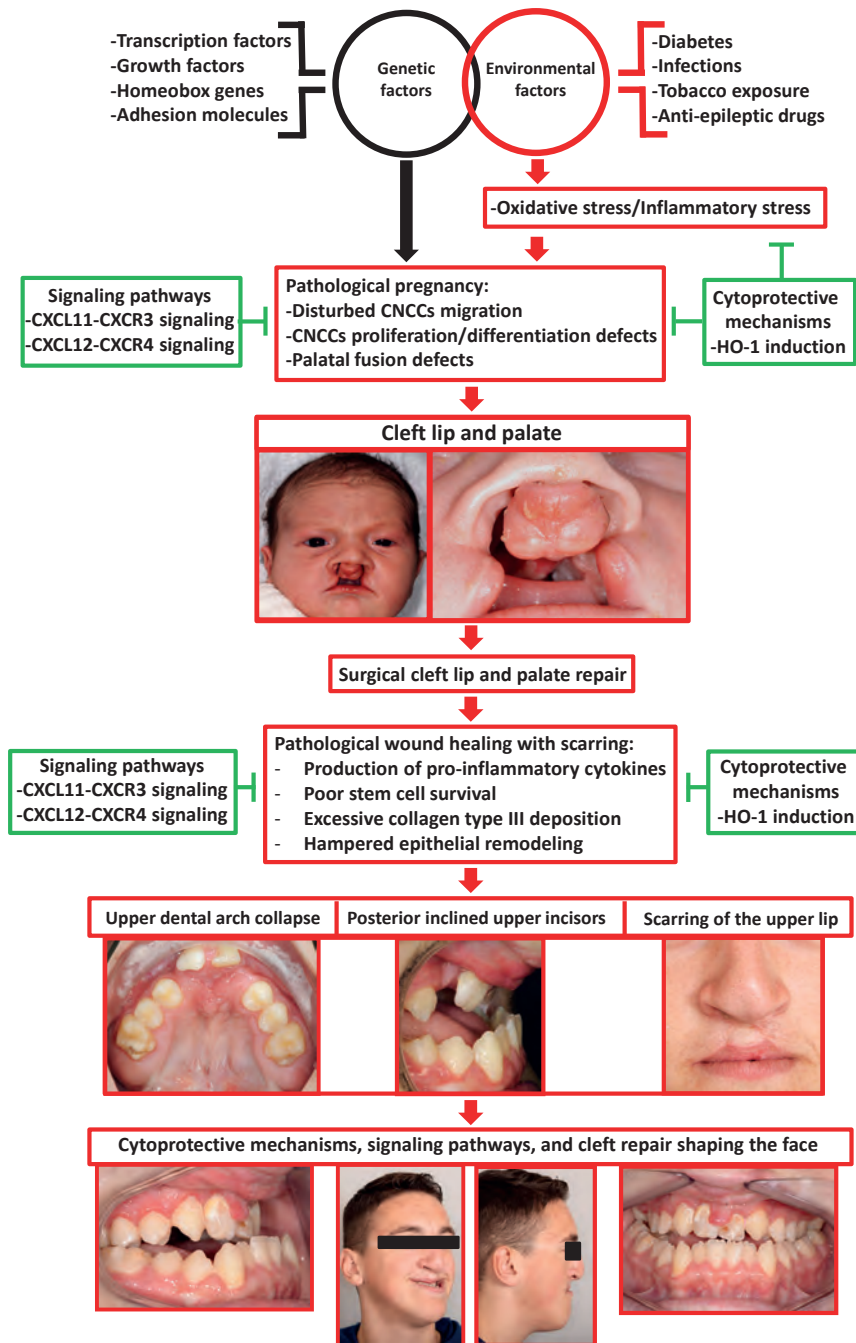 -Transcription factors
-Growth factors
-Homeobox genes
-Adhesion molecules
Genetic
factors
Environmental
factors
-Diabetes
-Infections
-Tobacco exposure
-Anti-epileptic drugs
-Oxidative stress/Inflammatory stress
Signaling pathways
-CXCL11-CXCR3 signaling
-CXCL12-CXCR4 signaling
Pathological pregnancy:
-Disturbed CNCCs migration
-CNCCs proliferation/differentiation defects
-Palatal fusion defects
Cytoprotective
mechanisms
-HO-1 induction
Cleft lip and palate
Surgical cleft lip and palate repair
Signaling pathways
-CXCL11-CXCR3 signaling
-CXCL12-CXCR4 signaling
Pathological wound healing with scarring:
- Production of pro-inflammatory cytokines
- Poor stem cell survival
- Excessive collagen type III deposition
- Hampered epithelial remodeling
Cytoprotective
mechanisms
-HO-1 induction
Upper dental arch collapse
Posterior inclined upper incisors
Scarring of the upper lip
Cytoprotective mechanisms, signaling pathways, and cleft repair shaping the face